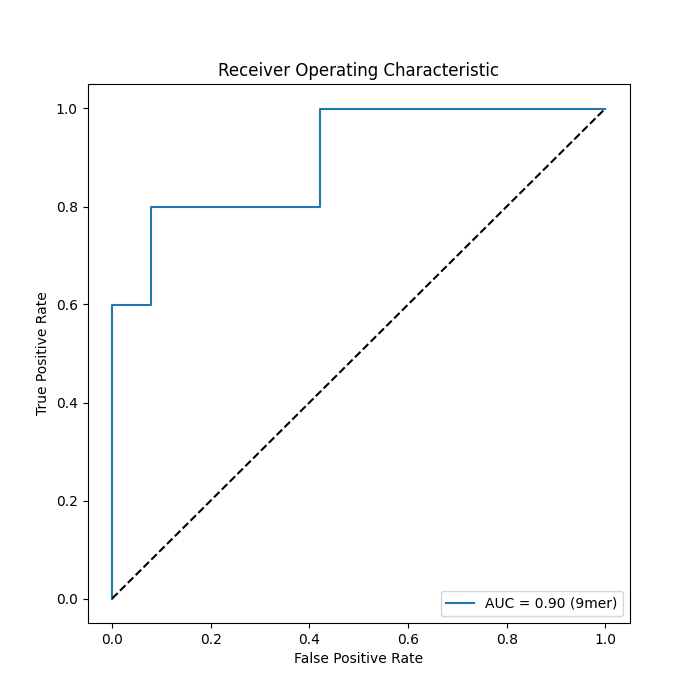 Receiver Operating Characteristic
True Positive Rate
1.0
0.8
0.6
0.4
0.2
0.0
AUC = 0.90 (9mer)
0.0 0.2 0.4 0.6 0.8 1.0
False Positive Rate